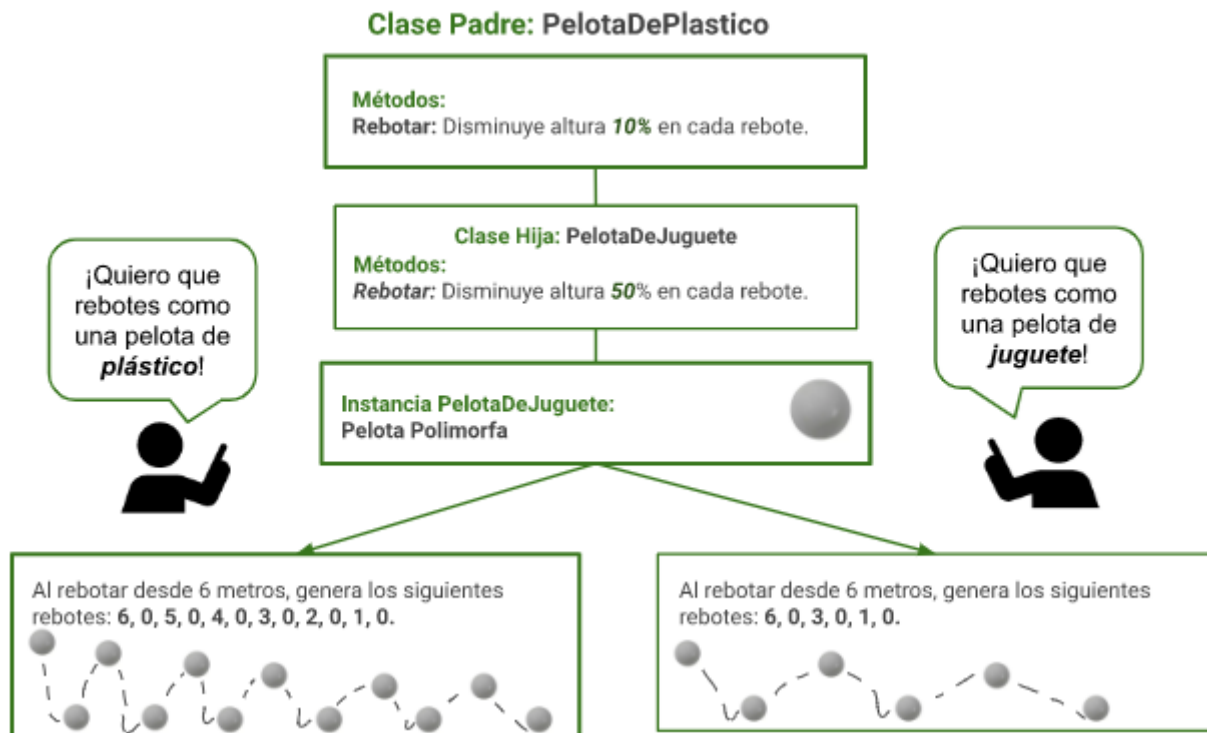 Clase Padre: PelotaDePlastico
Métodos:
Rebotar: Disminuye altura 10% en cada rebote.
Clase Hija: PelotaDeJuguete
Métodos:
Rebotar: Disminuye altura 50% en cada rebote.
¡Quiero que
rebotes como
una pelota de
plástico!
¡Quiero que
rebotes como
una pelota de
juguete!
Instancia PelotaDeJuguete:
Pelota Polimorfa
Al rebotar desde 6 metros, genera los siguientes
rebotes: 6, 0, 5, 0, 4, 0, 3, 0, 2, 0, 1, 0.
Al rebotar desde 6 metros, genera los siguientes
rebotes: 6, 0, 3, 0, 1, 0.